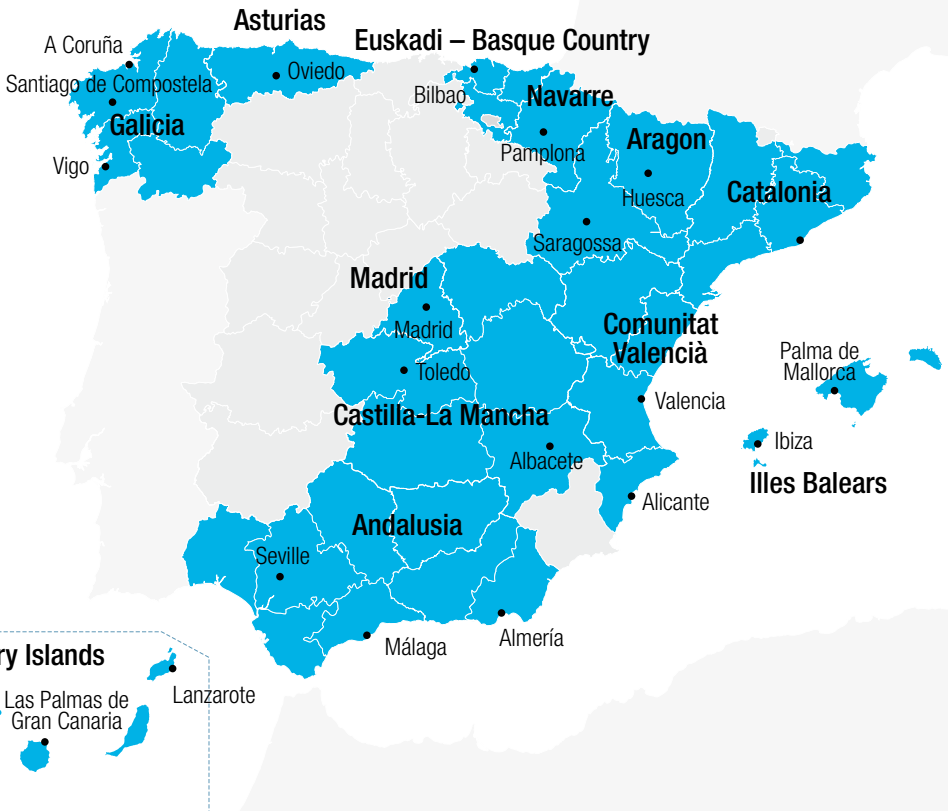 Asturias
A Coruña
Euskadi – Basque Country
Santiago de Compostela
Oviedo
Bilbao
Navarre
Galicia
Aragon
Pamplona
Vigo
Huesca
Catalonia
Saragossa
Madrid
Madrid
Comunitat
Valencià
Toledo
Palma de
Mallorca
Castilla-La Mancha
Valencia
Albacete
Ibiza
Illes Balears
Alicante
Andalusia
Seville
Málaga
Almería
ry Islands
Lanzarote
Las Palmas de
Gran Canaria